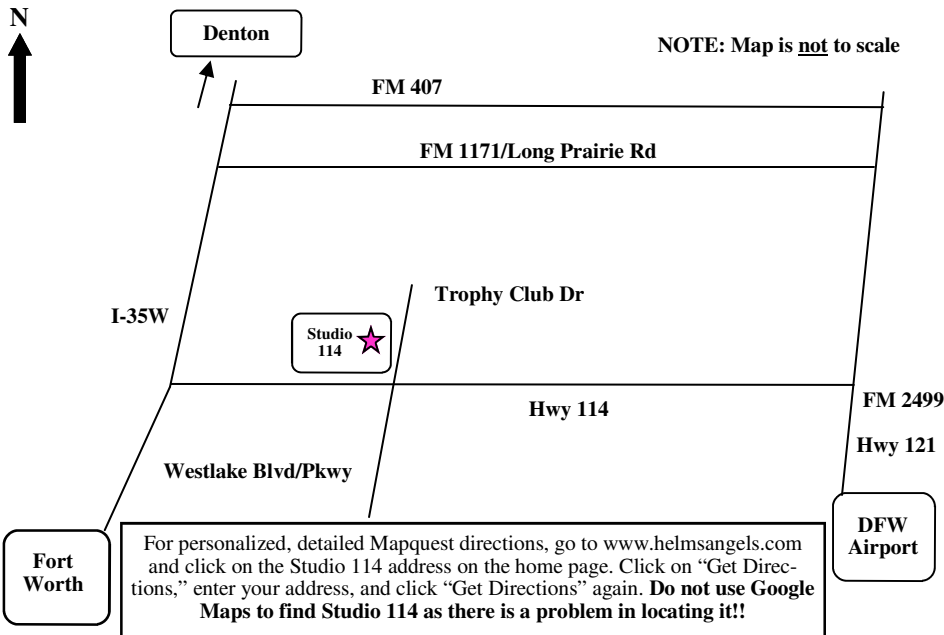 N
Denton
NOTE: Map is not to scale
FM 407
FM 1171/Long Prairie Rd
Trophy Club Dr
I-35W
Studio
114
Hwy 114
FM 2499
Hwy 121
Westlake Blvd/Pkwy
DFW
Airport
Fort
Worth
For personalized, detailed Mapquest directions, go to www.helmsangels.com
and click on the Studio 114 address on the home page. Click on “Get Direc-
tions,” enter your address, and click “Get Directions” again. Do not use Google
Maps to find Studio 114 as there is a problem in locating it!!